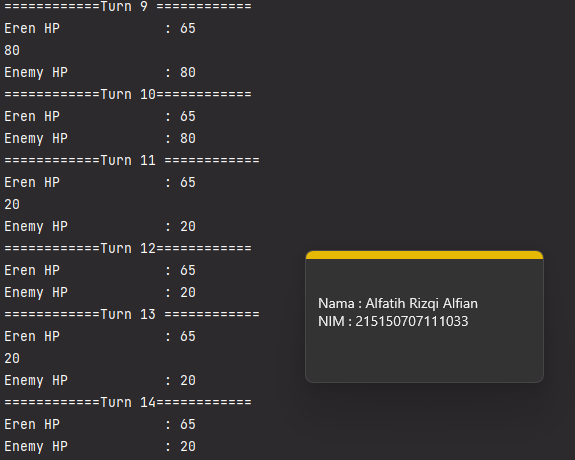 ============Turn 9 ============
Eren HP             : 65
80
Enemy HP            : 80
============Turn 10============
Eren HP             : 65
Enemy HP            : 80
============Turn 11 ============
Eren HP             : 65
20
Enemy HP            : 20
============Turn 12============
Eren HP             : 65
Enemy HP            : 20
============Turn 13 ============
Eren HP             : 65
20
Enemy HP            : 20
============Turn 14============
Eren HP             : 65
Enemy HP            : 20
Nama : Alfatih Rizqi Alfian
NIM : 215150707111033